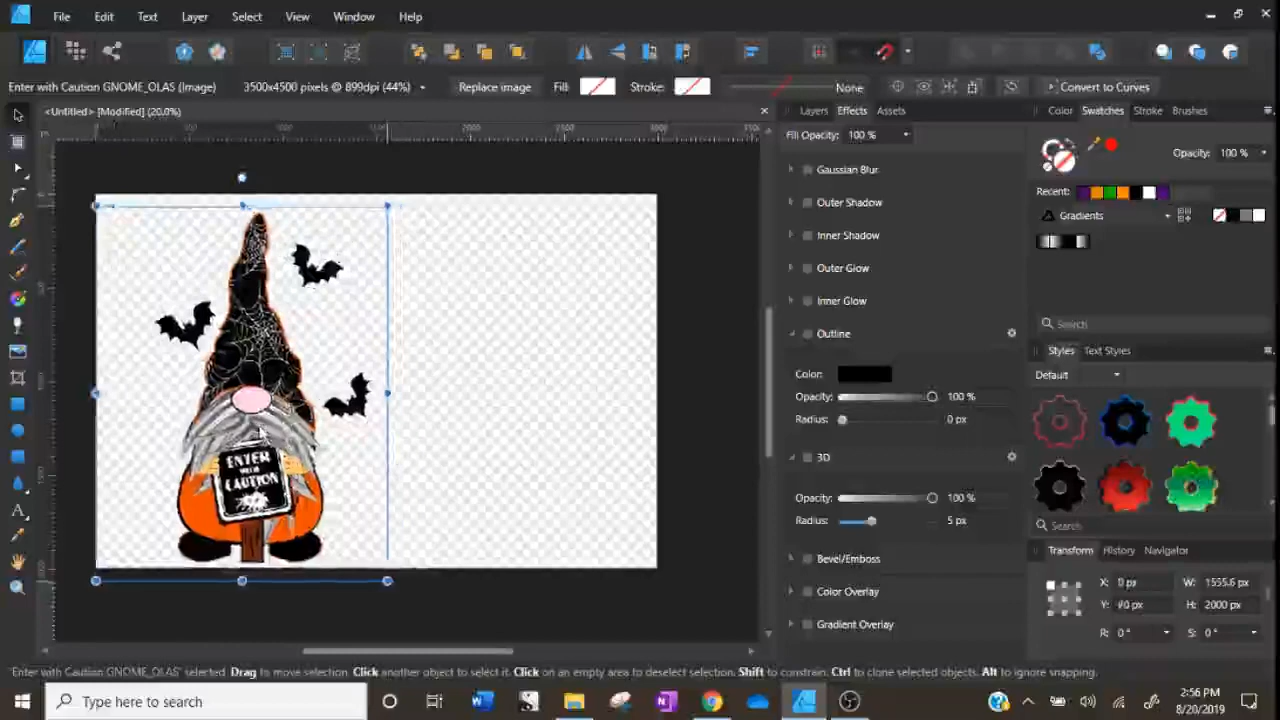 File Edit Text Layer Select View Window Help
Enter with Caution GNOME_OLAS (Image) 3500x4500 pixels @ 899dpi (44%) Replace image Fill: Stroke: None Convert to Curves
<Untitled> [Modified] (20.0%)
Layers Effects Assets
Color Swatches Stroke Brushes
Fill Opacity: 100 %
Opacity: 100 %
Gaussian Blur
Recent:
Outer Shadow
Gradients
Inner Shadow
Outer Glow
Inner Glow
Search
Outline
Styles Text Styles
Color:
Default
Opacity: 100 %
Radius: 0 px
3D
ENTER
WITH
CAUTION
Opacity: 100 %
Radius: 5 px
Search
Transform History Navigator
Bevel/Emboss
X: 0 px W: 1555.6 px
Color Overlay
H: 2000 px
Gradient Overlay
R: 0 ° S: 0 °
'Enter with Caution GNOME_OLAS' selected. Drag to move selection. Click another object to select it. Click on an empty area to deselect selection. Shift to constrain. Ctrl to clone selected objects. Alt to ignore snapping.
Type here to search
2:56 PM
8/20/2019